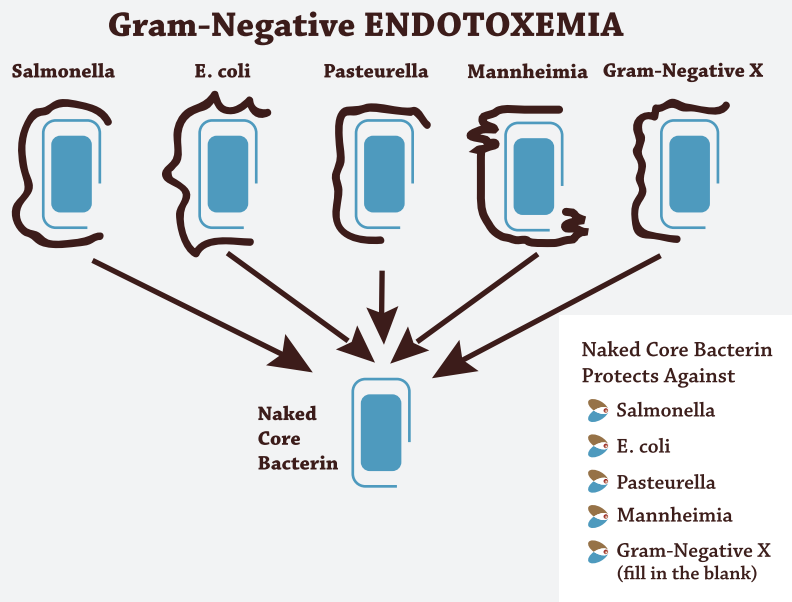 Gram-Negative ENDOTOXEMIA
Salmonella
E. coli
Pasteurella
Mannheimia
Gram-Negative X
Naked
Core
Bacterin
Naked Core Bacterin
Protects Against
Salmonella
E. coli
Pasteurella
Mannheimia
Gram-Negative X
(fill in the blank)